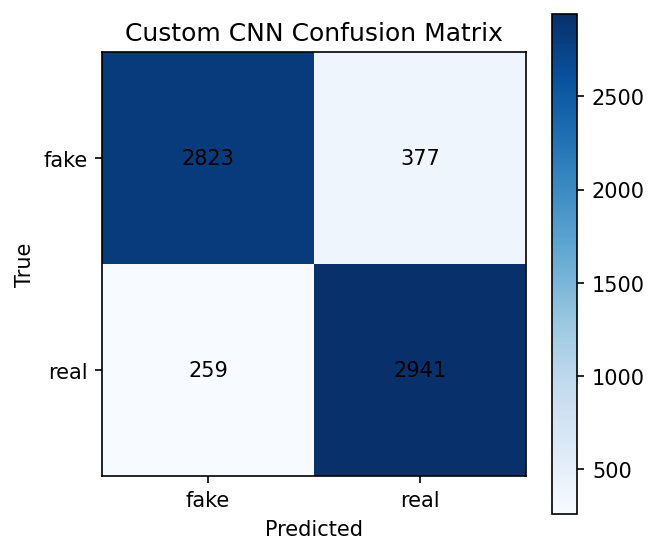 Custom CNN Confusion Matrix
fake
2823
377
real
259
2941
fake
real
True
Predicted
2500
2000
1500
1000
500